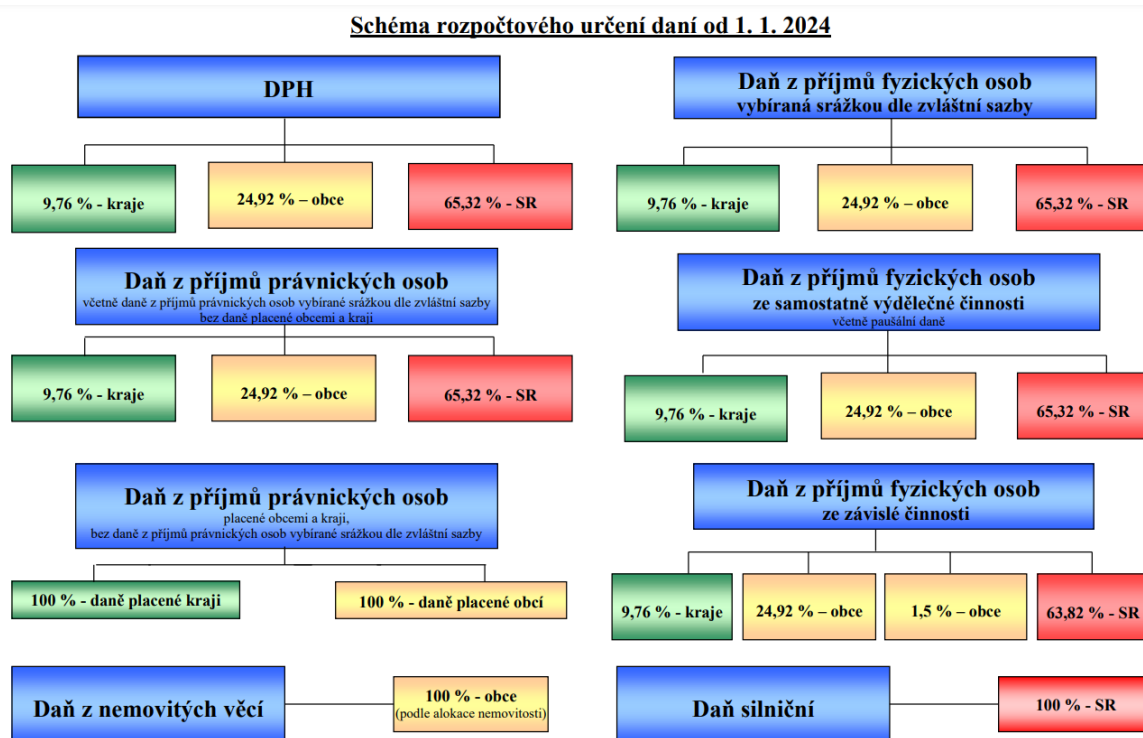 Schéma rozpočtového určení daní od 1. 1. 2024
DPH
9,76 % - kraje
24,92 % – obce
65,32 % - SR
Daň z příjmů fyzických osob
vybíraná srážkou dle zvláštní sazby
9,76 % - kraje
24,92 % – obce
65,32 % - SR
Daň z příjmů právnických osob
včetně daně z příjmů právnických osob vybírané srážkou dle zvláštní sazby
bez daně placené obcemi a kraji
9,76 % - kraje
24,92 % – obce
65,32 % - SR
Daň z příjmů fyzických osob
ze samostatně výdělečné činnosti
včetně paušální daně
9,76 % - kraje
24,92 % – obce
65,32 % - SR
Daň z příjmů právnických osob
placené obcemi a kraji,
bez daně z příjmů právnických osob vybírané srážkou dle zvláštní sazby
100 % - daně placené kraji
100 % - daně placené obcí
Daň z příjmů fyzických osob
ze závislé činnosti
9,76 % - kraje
24,92 % – obce
1,5 % – obce
63,82 % - SR
Daň z nemovitých věcí
100 % - obce
(podle alokace nemovitosti)
Daň silniční
100 % - SR